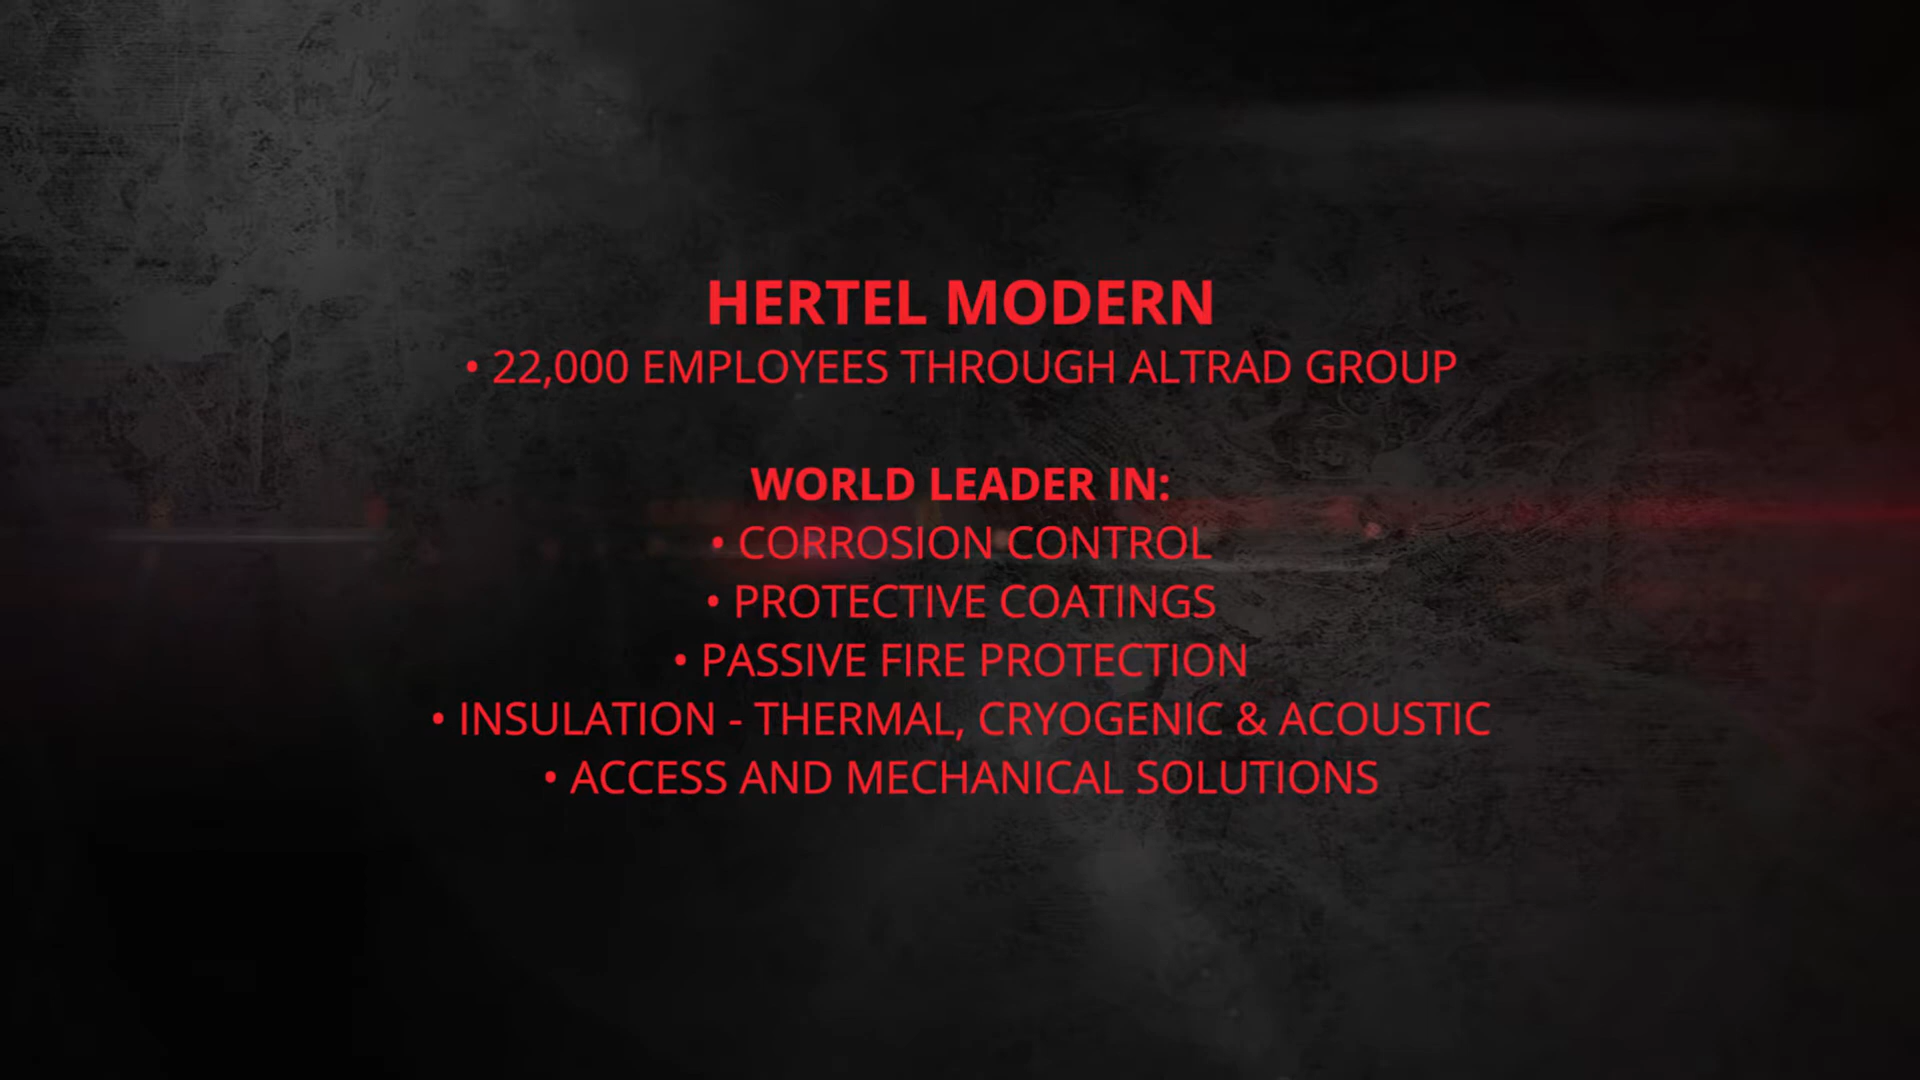 HERTEL MODERN
• 22,000 EMPLOYEES THROUGH ALTRAD GROUP
WORLD LEADER IN:
• CORROSION CONTROL
• PROTECTIVE COATINGS
• PASSIVE FIRE PROTECTION
• INSULATION - THERMAL, CRYOGENIC & ACOUSTIC
• ACCESS AND MECHANICAL SOLUTIONS